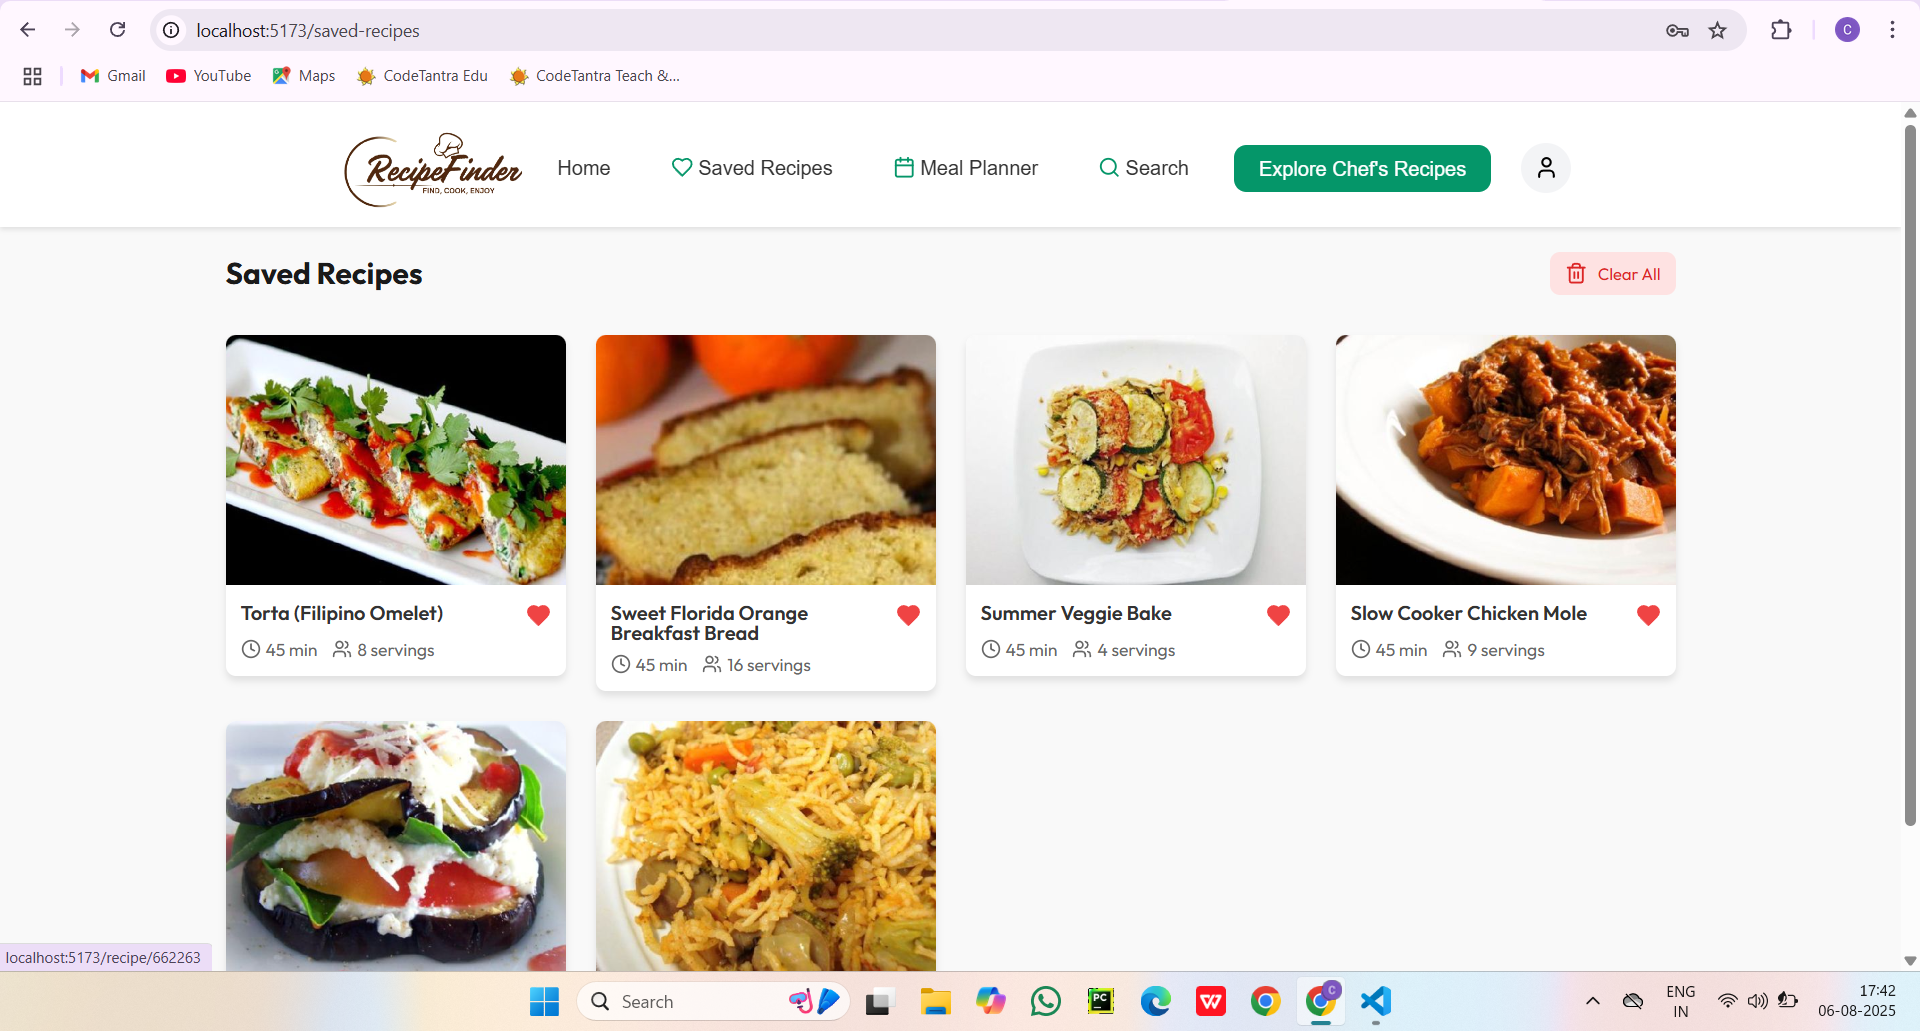 localhost:5173/saved-recipes
C
Gmail
YouTube
Maps
CodeTantra Edu
CodeTantra Teach &...
RecipeFinder
FIND, COOK, ENJOY
Home
Saved Recipes
Meal Planner
Search
Explore Chef's Recipes
Saved Recipes
Clear All
Torta (Filipino Omelet)
45 min 8 servings
Sweet Florida Orange
Breakfast Bread
45 min 16 servings
Summer Veggie Bake
45 min 4 servings
Slow Cooker Chicken Mole
45 min 9 servings
localhost:5173/recipe/662263
Search
PC
W
C
ENG
IN
17:42
06-08-2025